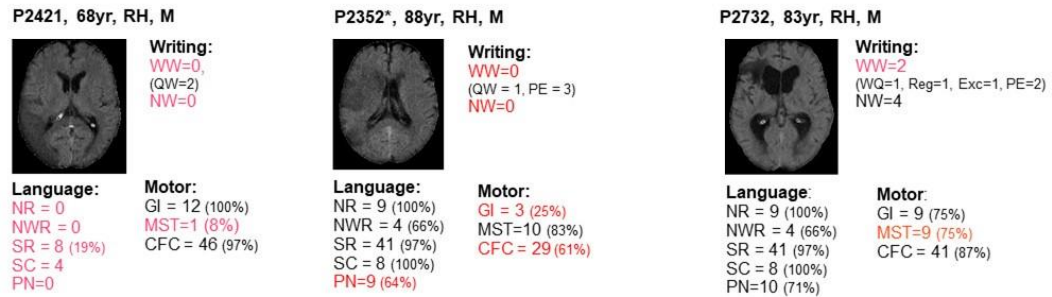 P2421, 68yr, RH, M
Writing:
WW=0,
(QW=2)
NW=0
Language:
NR = 0
NWR = 0
SR = 8 (19%)
SC = 4
PN=0
Motor:
GI = 12 (100%)
MST=1 (8%)
CFC = 46 (97%)
P2352*, 88yr, RH, M
Writing:
WW=0
(QW = 1, PE = 3)
NW=0
Language:
NR = 9 (100%)
NWR = 4 (66%)
SR = 41 (97%)
SC = 8 (100%)
PN=9 (64%)
Motor:
GI = 3 (25%)
MST=10 (83%)
CFC = 29 (61%)
P2732, 83yr, RH, M
Writing:
WW=2
(WQ=1, Reg=1, Exc=1, PE=2)
NW=4
Language:
NR = 9 (100%)
NWR = 4 (66%)
SR = 41 (97%)
SC = 8 (100%)
PN=10 (71%)
Motor:
GI = 9 (75%)
MST=9 (75%)
CFC = 41 (87%)